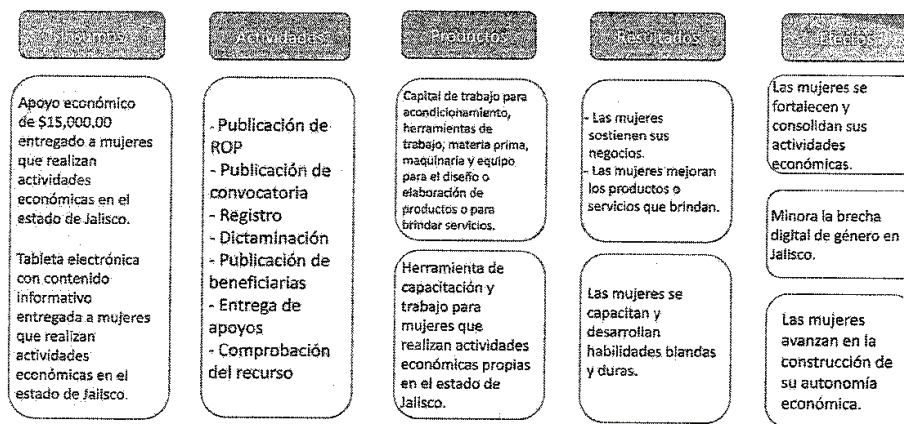 Insumos
Apoyo económico
de $15,000.00
entregado a mujeres
que realizan
actividades
económicas en el
estado de Jalisco.
Tableta electrónica
con contenido
informativo
entregada a mujeres
que realizan
actividades
económicas en el
estado de Jalisco.
Actividades
- Publicación de
ROP
- Publicación de
convocatoria
- Registro
- Dictaminación
- Publicación de
beneficiarias
- Entrega de
apoyos
- Comprobación
del recurso
Productos
Capital de trabajo para
acondicionamiento,
herramientas de
trabajo, materia prima,
maquinaria y equipo
para el diseño o
elaboración de
productos o para
brindar servicios.
Herramienta de
capacitación y
trabajo para
mujeres que
realizan actividades
económicas propias
en el estado de
Jalisco.
Resultados
- Las mujeres
sostienen sus
negocios.
- Las mujeres mejoran
los productos o
servicios que brindan.
Las mujeres se
capacitan y
desarrollan
habilidades blandas
y duras.
Efectos
Las mujeres se
fortalecen y
consolidan sus
actividades
económicas.
Minora la brecha
digital de género en
Jalisco.
Las mujeres
avanzan en la
construcción de
su autonomía
económica.